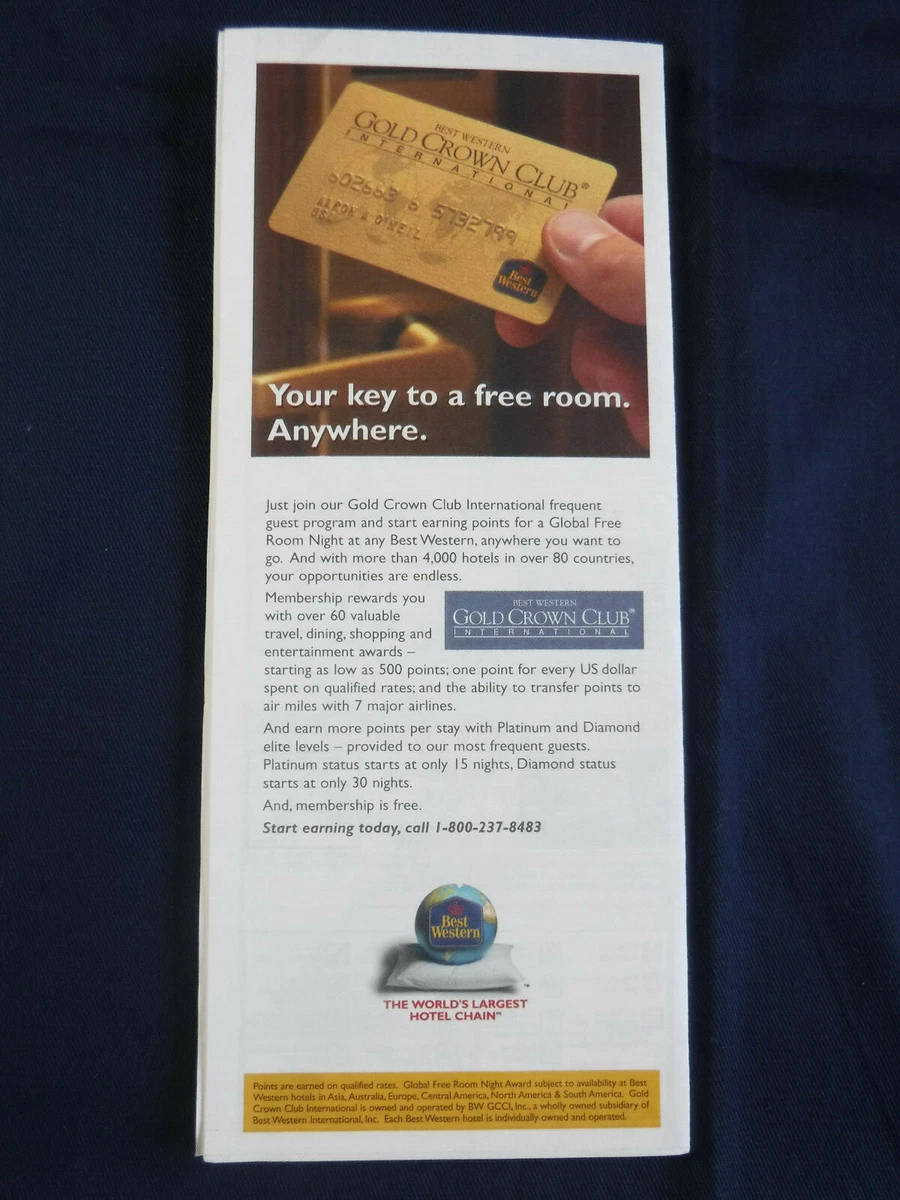 BEST WESTERN
GOLD CROWN CLUB®
INTERNATIONAL
602663 6 5732799
AARON A O'NEIL
USA
Best
Western
Your key to a free room.
Anywhere.
Just join our Gold Crown Club International frequent
guest program and start earning points for a Global Free
Room Night at any Best Western, anywhere you want to
go. And with more than 4,000 hotels in over 80 countries,
your opportunities are endless.
Membership rewards you
with over 60 valuable
travel, dining, shopping and
entertainment awards –
BEST WESTERN
GOLD CROWN CLUB®
INTERNATIONAL
starting as low as 500 points; one point for every US dollar
spent on qualified rates; and the ability to transfer points to
air miles with 7 major airlines.
And earn more points per stay with Platinum and Diamond
elite levels – provided to our most frequent guests.
Platinum status starts at only 15 nights, Diamond status
starts at only 30 nights.
And, membership is free.
Start earning today, call 1-800-237-8483
Best
Western
THE WORLD'S LARGEST
HOTEL CHAIN℠
Points are earned on qualified rates. Global Free Room Night Award subject to availability at Best
Western hotels in Asia, Australia, Europe, Central America, North America & South America. Gold
Crown Club International is owned and operated by BW GCCI, Inc., a wholly owned subsidiary of
Best Western International, Inc. Each Best Western hotel is individually owned and operated.